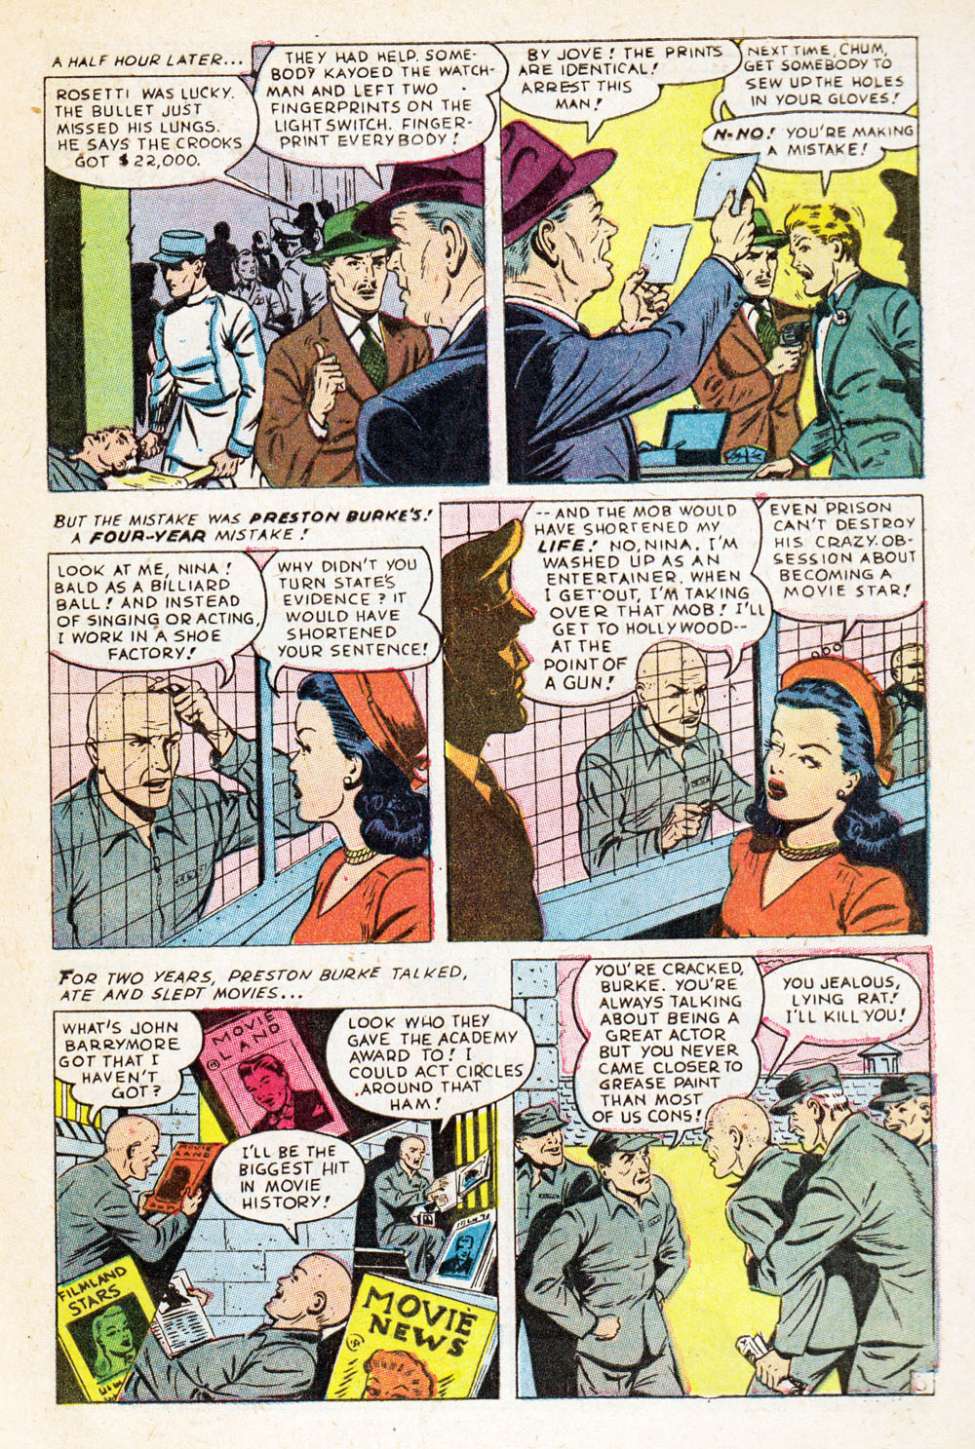 A HALF HOUR LATER...
ROSETTI WAS LUCKY.
THE BULLET JUST
MISSED HIS LUNGS.
HE SAYS THE CROOKS
GOT $22,000.
THEY HAD HELP. SOME-
BODY KAYOED THE WATCH-
MAN AND LEFT TWO
FINGERPRINTS ON THE
LIGHT SWITCH. FINGER-
PRINT EVERYBODY!
BY JOVE! THE PRINTS
ARE IDENTICAL!
ARREST THIS
MAN!
NEXT TIME, CHUM,
GET SOMEBODY TO
SEW UP THE HOLES
IN YOUR GLOVES!
N-NO! YOU'RE MAKING
A MISTAKE!
BUT THE MISTAKE WAS PRESTON BURKE'S!
A FOUR-YEAR MISTAKE!
LOOK AT ME, NINA!
BALD AS A BILLIARD
BALL! AND INSTEAD
OF SINGING OR ACTING,
I WORK IN A SHOE
FACTORY!
WHY DIDN'T YOU
TURN STATE'S
EVIDENCE? IT
WOULD HAVE
SHORTENED
YOUR SENTENCE!
-- AND THE MOB WOULD
HAVE SHORTENED MY
LIFE! NO, NINA, I'M
WASHED UP AS AN
ENTERTAINER. WHEN
I GET OUT, I'M TAKING
OVER THAT MOB! I'LL
GET TO HOLLYWOOD--
AT THE
POINT OF
A GUN!
EVEN PRISON
CAN'T DESTROY
HIS CRAZY OB-
SESSION ABOUT
BECOMING A
MOVIE STAR!
FOR TWO YEARS, PRESTON BURKE TALKED,
ATE AND SLEPT MOVIES...
WHAT'S JOHN
BARRYMORE
GOT THAT I
HAVEN'T
GOT?
MOVIE
LAND
LOOK WHO THEY
GAVE THE ACADEMY
AWARD TO! I
COULD ACT CIRCLES
AROUND THAT
HAM!
MOVIE
LAND
I'LL BE THE
BIGGEST HIT
IN MOVIE
HISTORY!
FILMLAND
STARS
MOVIE
NEWS
YOU'RE CRACKED,
BURKE. YOU'RE
ALWAYS TALKING
ABOUT BEING A
GREAT ACTOR
BUT YOU NEVER
CAME CLOSER TO
GREASE PAINT
THAN MOST
OF US CONS!
YOU JEALOUS,
LYING RAT!
I'LL KILL YOU!